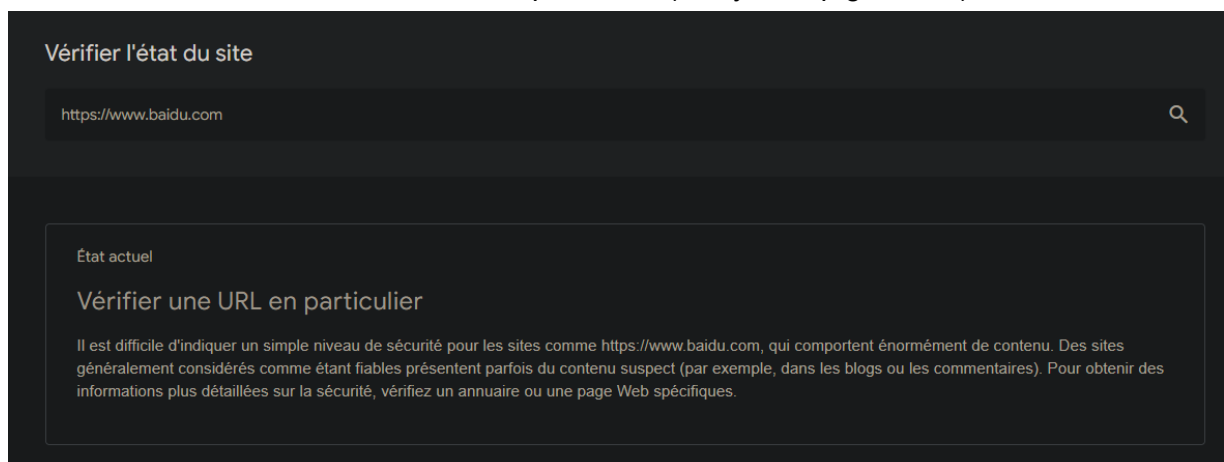 Vérifier l'état du site
https://www.baidu.com
État actuel
Vérifier une URL en particulier
Il est difficile d'indiquer un simple niveau de sécurité pour les sites comme https://www.baidu.com, qui comportent énormément de contenu. Des sites
généralement considérés comme étant fiables présentent parfois du contenu suspect (par exemple, dans les blogs ou les commentaires). Pour obtenir des
informations plus détaillées sur la sécurité, vérifiez un annuaire ou une page Web spécifiques.